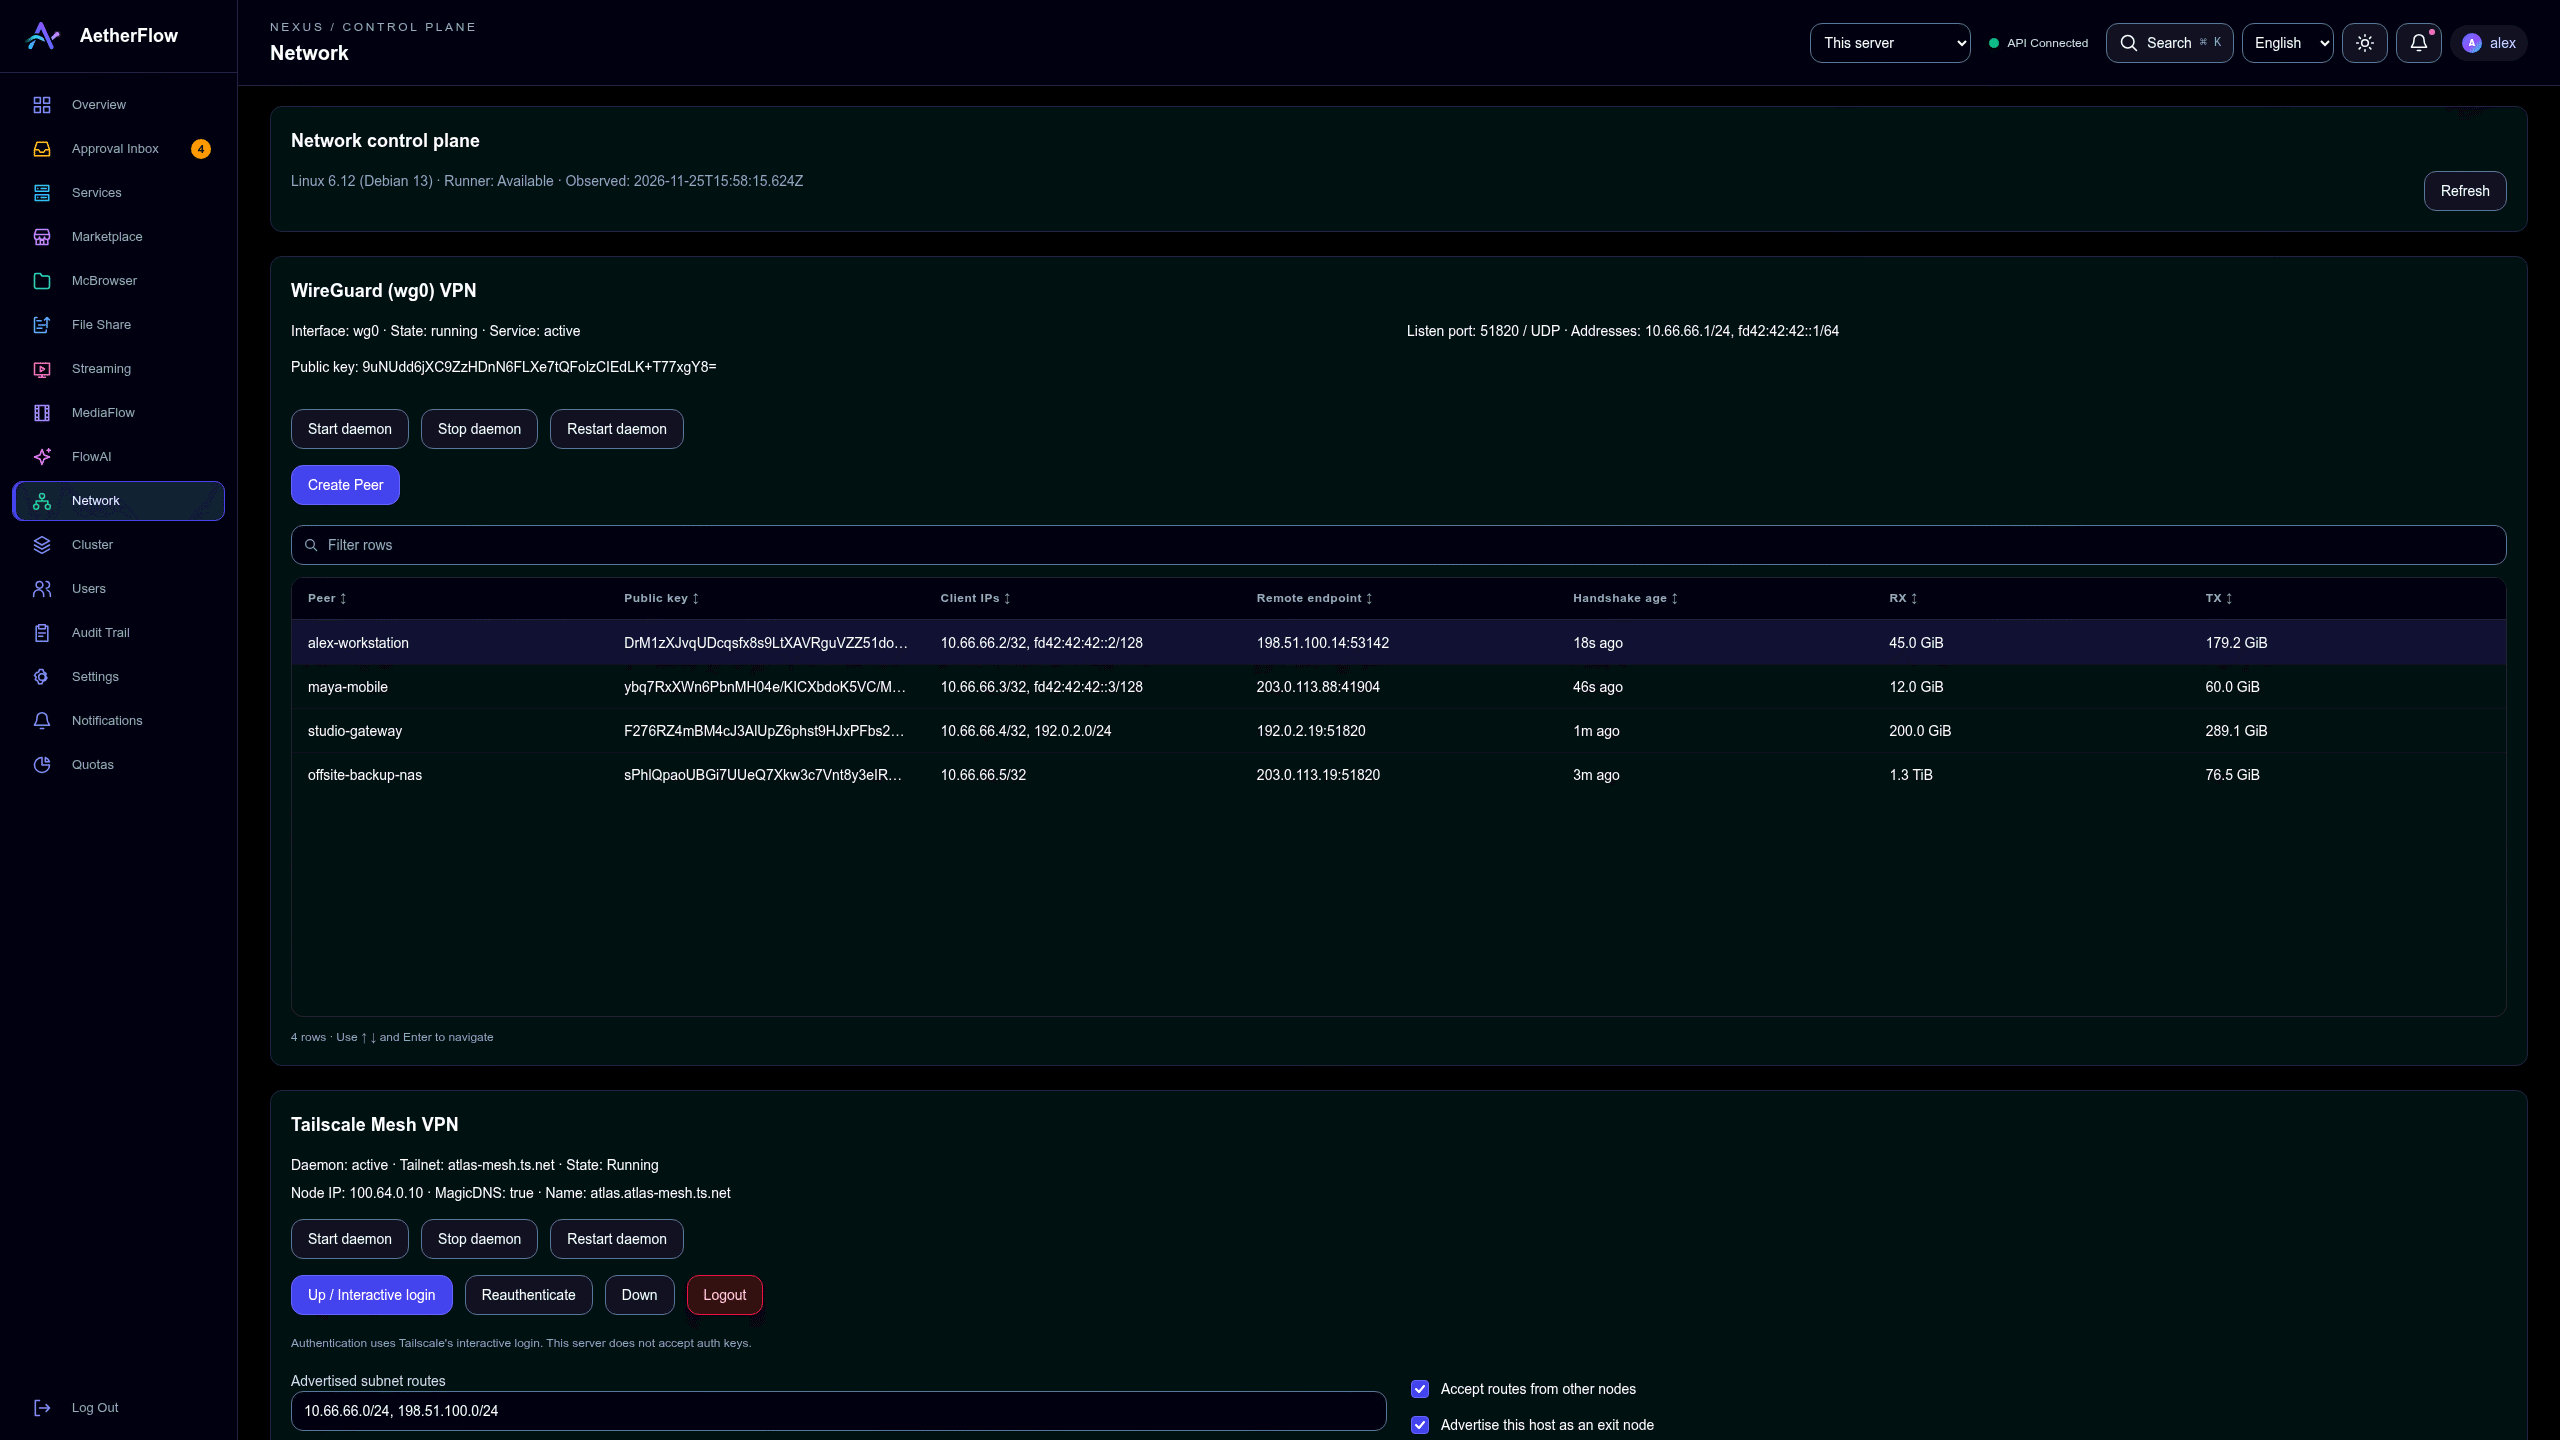 AetherFlow
Overview
Approval Inbox 4
Services
Marketplace
McBrowser
File Share
Streaming
MediaFlow
FlowAI
Network
Cluster
Users
Audit Trail
Settings
Notifications
Quotas
Log Out
NEXUS / CONTROL PLANE
Network
This server
API Connected
Search ⌘ K
English
A alex
Network control plane
Linux 6.12 (Debian 13) · Runner: Available · Observed: 2026-11-25T15:58:15.624Z
Refresh
WireGuard (wg0) VPN
Interface: wg0 · State: running · Service: active
Listen port: 51820 / UDP · Addresses: 10.66.66.1/24, fd42:42:42::1/64
Public key: 9uNUdd6jXC9ZzHDnN6FLXe7tQFolzCIEdLK+T77xgY8=
Start daemon Stop daemon Restart daemon
Create Peer
Filter rows
Peer ↕ Public key ↕ Client IPs ↕ Remote endpoint ↕ Handshake age ↕ RX ↕ TX ↕
alex-workstation DrM1zXJvqUDcqsfx8s9LtXAVRguVZZ51do… 10.66.66.2/32, fd42:42:42::2/128 198.51.100.14:53142 18s ago 45.0 GiB 179.2 GiB
maya-mobile ybq7RxXWn6PbnMH04e/KICXbdoK5VC/M… 10.66.66.3/32, fd42:42:42::3/128 203.0.113.88:41904 46s ago 12.0 GiB 60.0 GiB
studio-gateway F276RZ4mBM4cJ3AlUpZ6phst9HJxPFbs2… 10.66.66.4/32, 192.0.2.0/24 192.0.2.19:51820 1m ago 200.0 GiB 289.1 GiB
offsite-backup-nas sPhlQpaoUBGi7UUeQ7Xkw3c7Vnt8y3eIR… 10.66.66.5/32 203.0.113.19:51820 3m ago 1.3 TiB 76.5 GiB
4 rows · Use ↑ ↓ and Enter to navigate
Tailscale Mesh VPN
Daemon: active · Tailnet: atlas-mesh.ts.net · State: Running
Node IP: 100.64.0.10 · MagicDNS: true · Name: atlas.atlas-mesh.ts.net
Start daemon Stop daemon Restart daemon
Up / Interactive login Reauthenticate Down Logout
Authentication uses Tailscale's interactive login. This server does not accept auth keys.
Advertised subnet routes
10.66.66.0/24, 198.51.100.0/24
Accept routes from other nodes
Advertise this host as an exit node